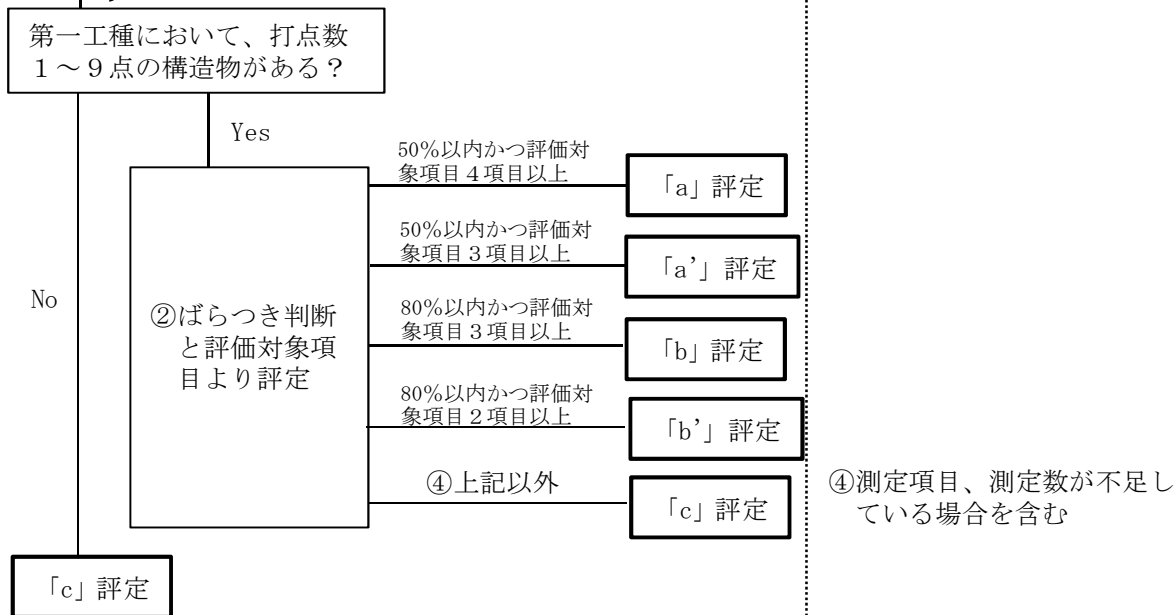 第一工種において、打点数
１～９点の構造物がある？
Yes
No
②ばらつき判断
と評価対象項
目より評定
50%以内かつ評価対
象項目４項目以上
「a」評定
50%以内かつ評価対
象項目３項目以上
「a’」評定
80%以内かつ評価対
象項目３項目以上
「b」評定
80%以内かつ評価対
象項目２項目以上
「b’」評定
④上記以外
「c」評定
④測定項目、測定数が不足し
ている場合を含む
「c」評定